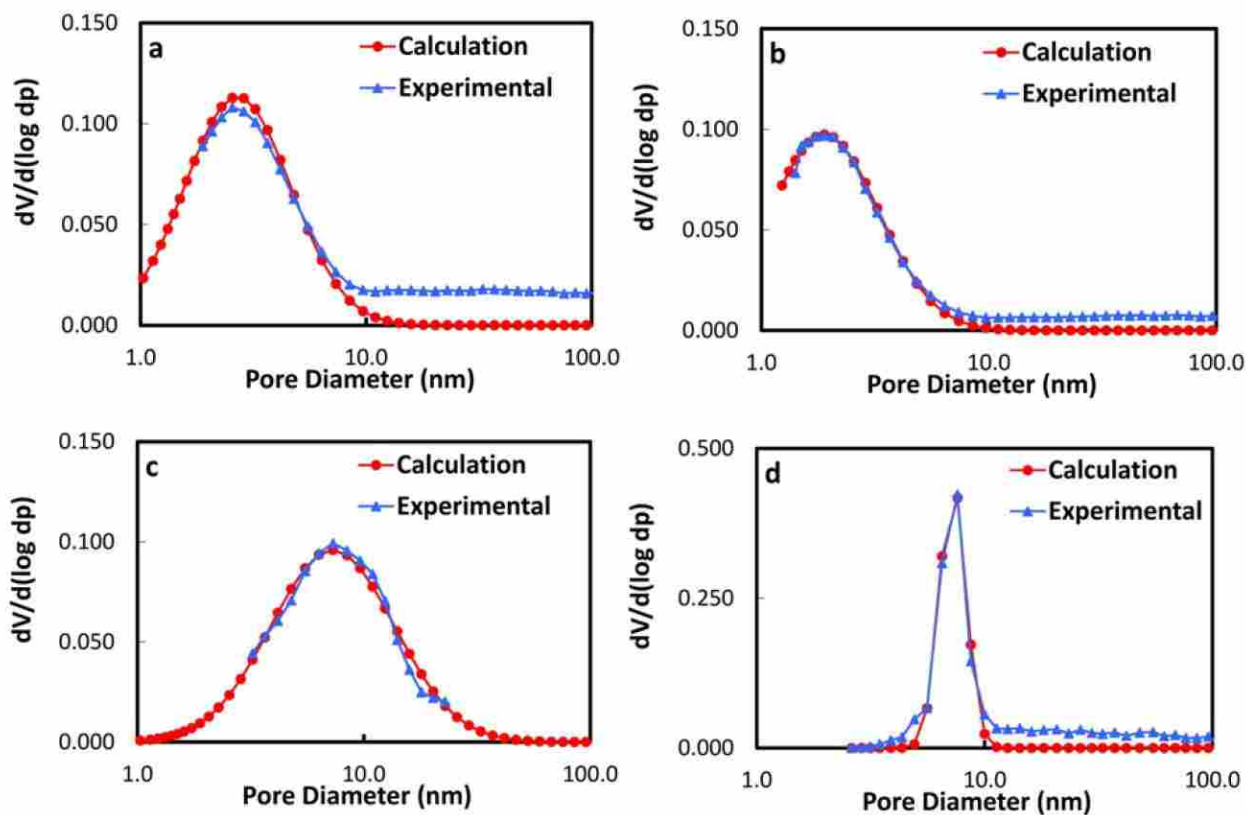 0.150
a
Calculation
Experimental
0.100
0.050
0.000
dV/d(log dp)
1.0
10.0
100.0
Pore Diameter (nm)
0.150
b
Calculation
Experimental
0.100
0.050
0.000
dV/d(log dp)
1.0
10.0
100.0
Pore Diameter (nm)
0.150
c
Calculation
Experimental
0.100
0.050
0.000
dV/d(log dp)
1.0
10.0
100.0
Pore Diameter (nm)
0.500
d
Calculation
Experimental
0.250
0.000
dV/d(log dp)
1.0
10.0
100.0
Pore Diameter (nm)